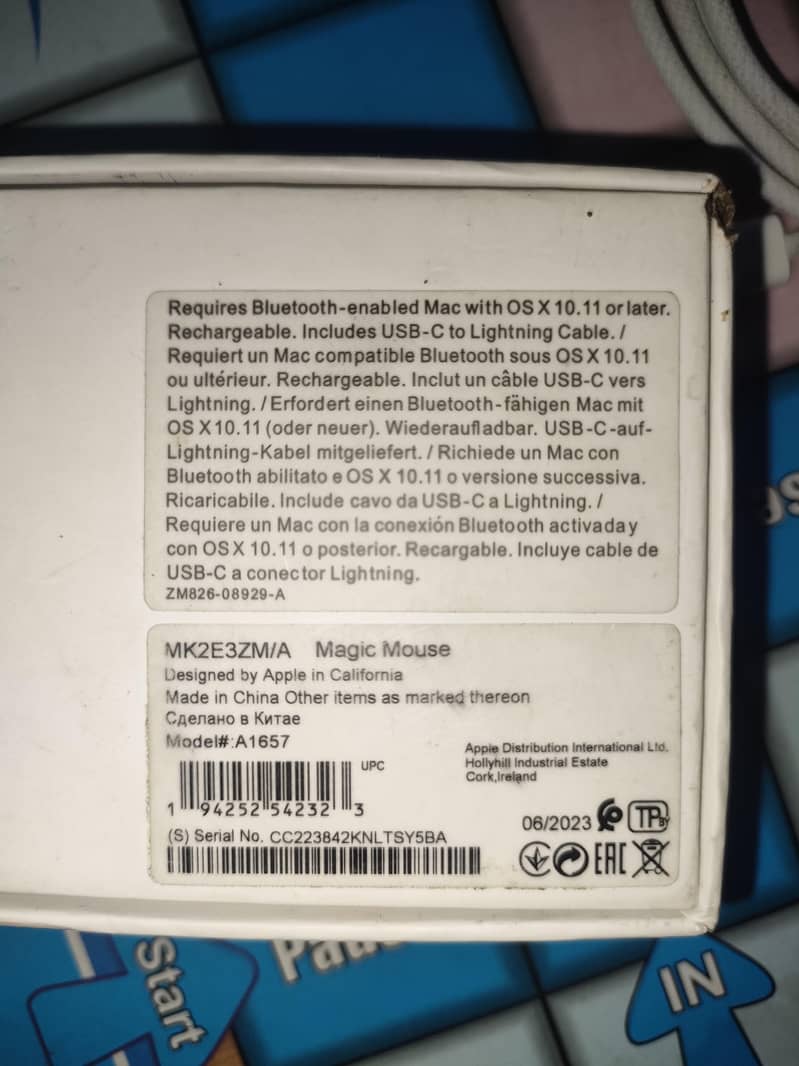 Requires Bluetooth-enabled Mac with OS X 10.11 or later.
Rechargeable. Includes USB-C to Lightning Cable. /
Requiert un Mac compatible Bluetooth sous OS X 10.11
ou ultérieur. Rechargeable. Inclut un câble USB-C vers
Lightning. / Erfordert einen Bluetooth-fähigen Mac mit
OS X 10.11 (oder neuer). Wiederaufladbar. USB-C-auf-
Lightning-Kabel mitgeliefert. / Richiede un Mac con
Bluetooth abilitato e OS X 10.11 o versione successiva.
Ricaricabile. Include cavo da USB-C a Lightning. /
Requiere un Mac con la conexión Bluetooth activada y
con OS X 10.11 o posterior. Recargable. Incluye cable de
USB-C a conector Lightning.
ZM826-08929-A
MK2E3ZM/A Magic Mouse
Designed by Apple in California
Made in China Other items as marked thereon
Сделано в Китае
Model#:A1657
UPC
1 94252 54232 3
Apple Distribution International Ltd.
Hollyhill Industrial Estate
Cork,Ireland
06/2023
TP BY
(S) Serial No. CC223842KNLTSY5BA
EAC
Start
IN